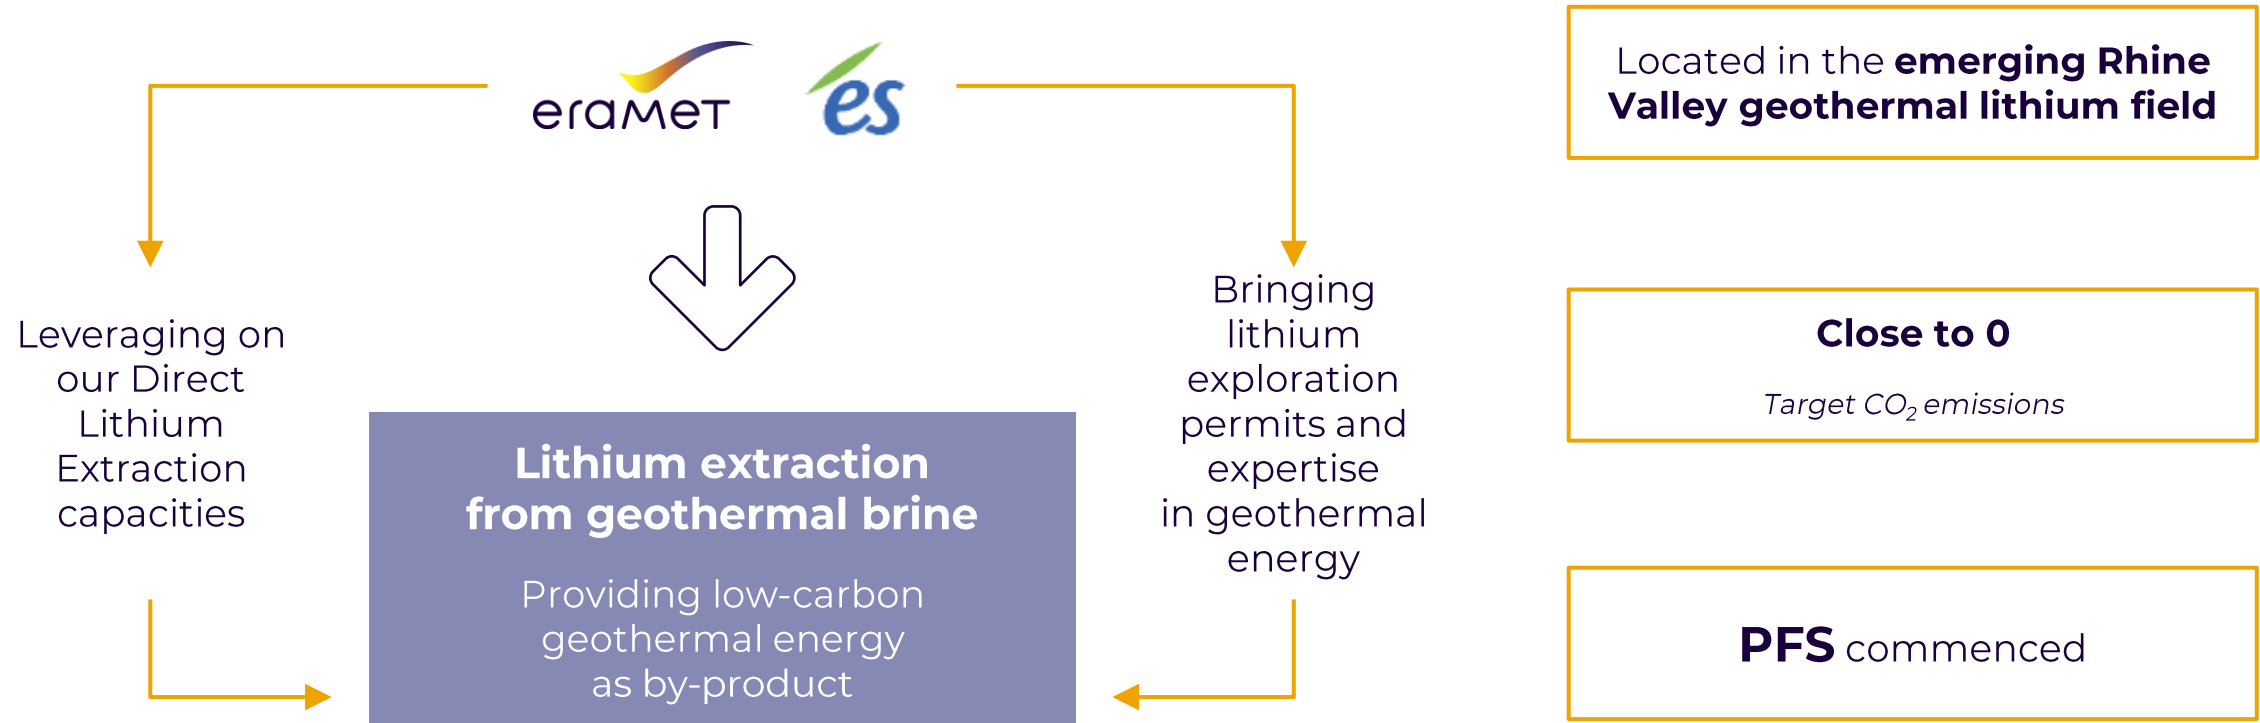 eramet
es
Leveraging on
our Direct
Lithium
Extraction
capacities
Lithium extraction
from geothermal brine
Providing low-carbon
geothermal energy
as by-product
Bringing
lithium
exploration
permits and
expertise
in geothermal
energy
Located in the emerging Rhine
Valley geothermal lithium field
Close to 0
Target CO₂ emissions
PFS commenced